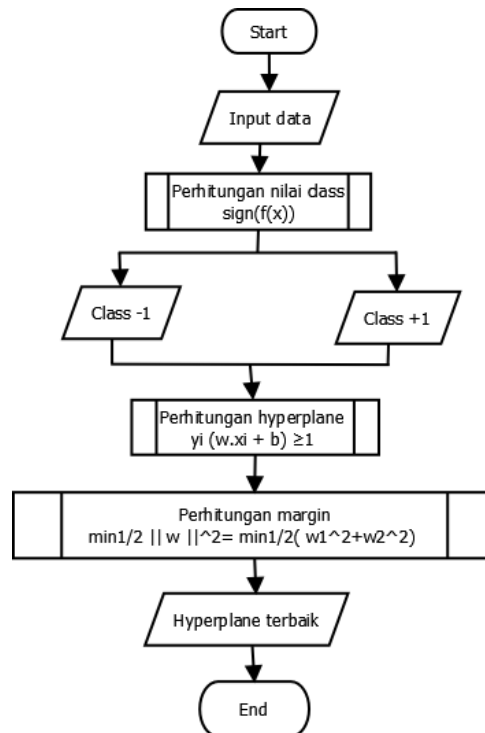 Start
Input data
Perhitungan nilai class
sign(f(x))
Class -1
Class +1
Perhitungan hyperplane
yi (w.xi + b) ≥1
Perhitungan margin
min1/2 || w ||^2= min1/2( w1^2+w2^2)
Hyperplane terbaik
End